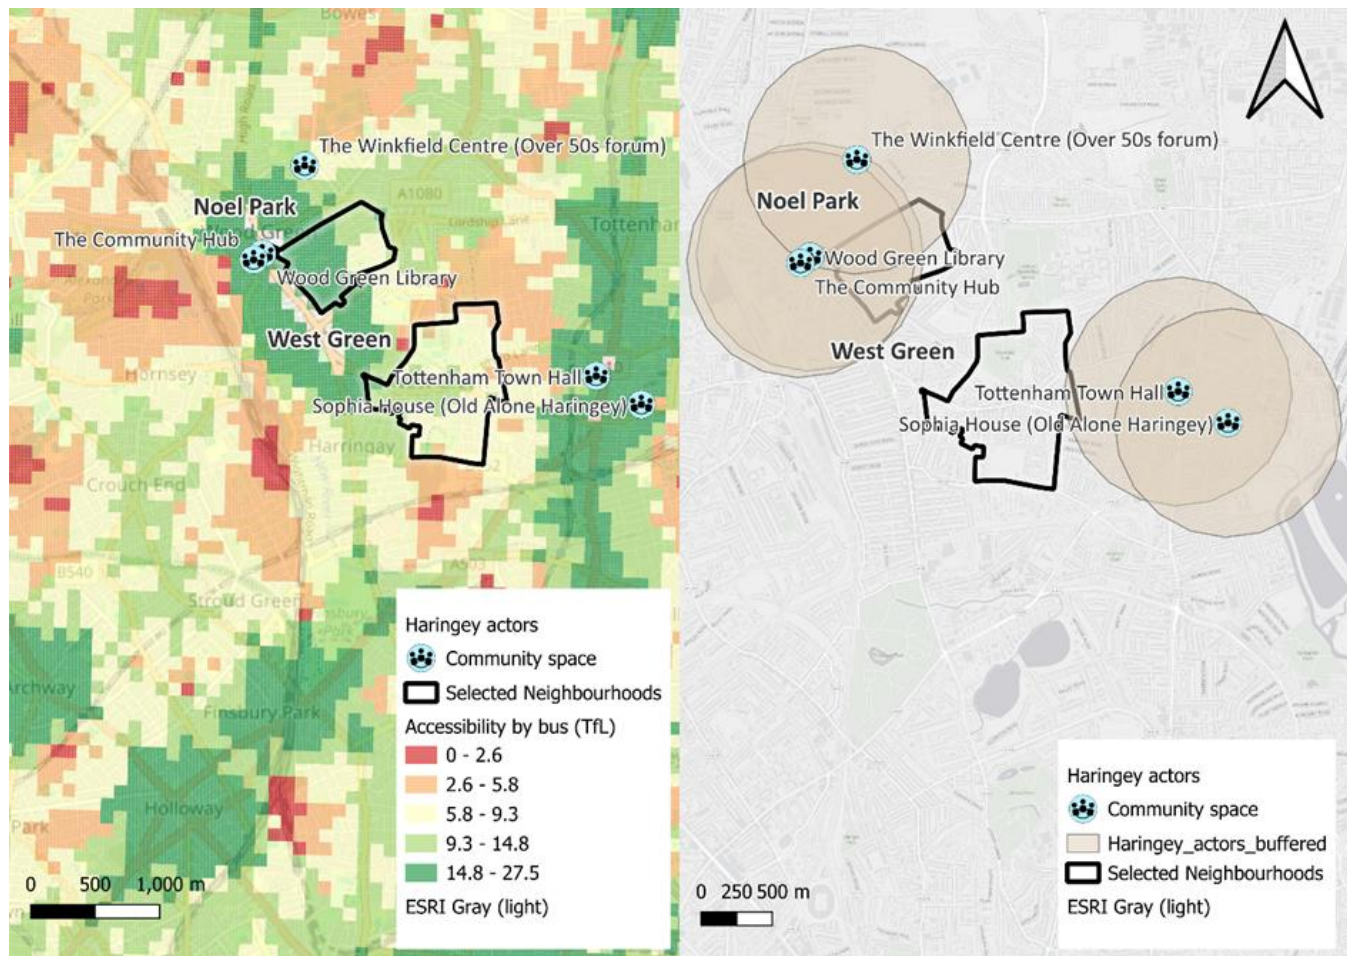 Bowes
High Road
The Winkfield Centre (Over 50s forum)
A1080
Noel Park
Lordship Lane
Tottenham
The Community Hub
Wood Green Library
West Green
Hornsey
Tottenham Town Hall
Sophia House (Old Alone Haringey)
Harringay
Crouch End
A503
B540
Stroud Green
Archway
Finsbury Park
Holloway
Park
Haringey actors
Community space
Selected Neighbourhoods
Accessibility by bus (TfL)
0 - 2.6
2.6 - 5.8
5.8 - 9.3
9.3 - 14.8
14.8 - 27.5
ESRI Gray (light)
0 500 1,000 m
The Winkfield Centre (Over 50s forum)
Noel Park
Wood Green Library
The Community Hub
West Green
Tottenham Town Hall
Sophia House (Old Alone Haringey)
Haringey actors
Community space
Haringey_actors_buffered
Selected Neighbourhoods
ESRI Gray (light)
0 250 500 m